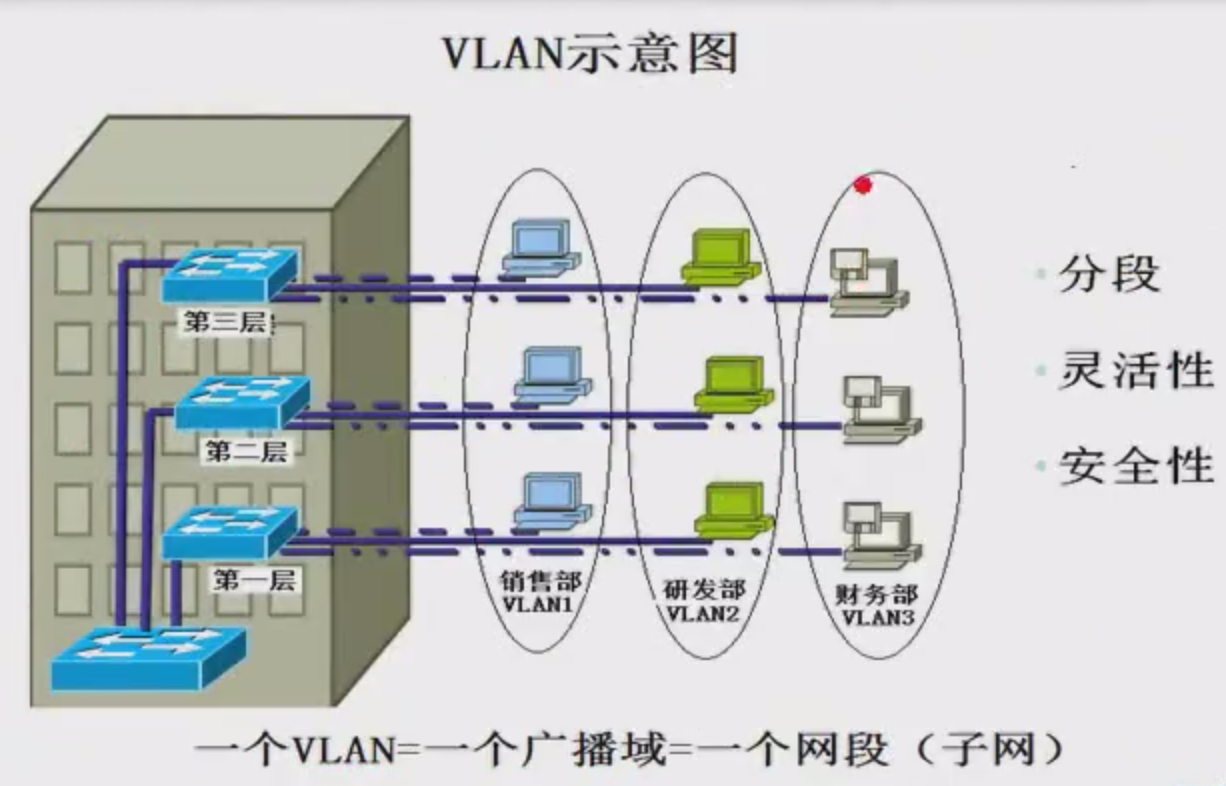 VLAN示意图
第三层
第二层
第一层
销售部
VLAN1
研发部
VLAN2
财务部
VLAN3
分段
灵活性
安全性
一个VLAN=一个广播域=一个网段（子网）